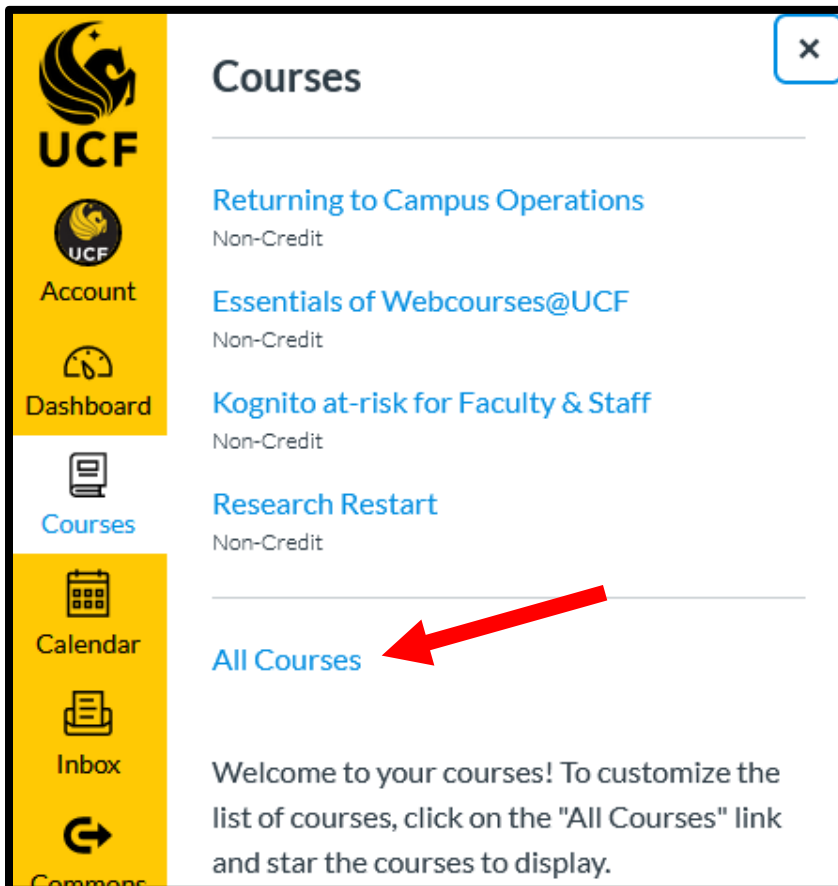 UCF
UCF
Account
Dashboard
Courses
Calendar
Inbox
Commons
Courses
×
Returning to Campus Operations
Non-Credit
Essentials of Webcourses@UCF
Non-Credit
Kognito at-risk for Faculty & Staff
Non-Credit
Research Restart
Non-Credit
All Courses
Welcome to your courses! To customize the
list of courses, click on the "All Courses" link
and star the courses to display.